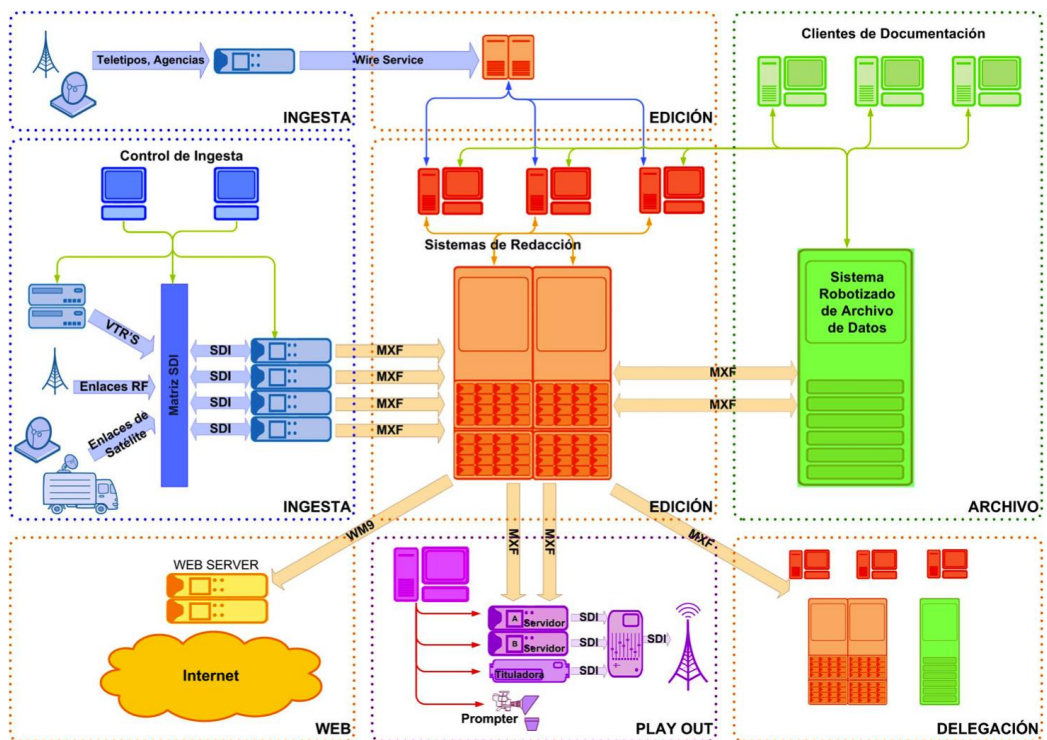 Teletipos, Agencias
Wire Service
INGESTA
EDICIÓN
Clientes de Documentación
Control de Ingesta
VTR'S
Enlaces RF
Enlaces de
Satélite
Matriz SDI
SDI
SDI
SDI
SDI
MXF
MXF
MXF
MXF
INGESTA
Sistemas de Redacción
EDICIÓN
MXF
MXF
Sistema
Robotizado
de Archivo
de Datos
ARCHIVO
WM9
MXF
MXF
MXF
WEB SERVER
Internet
WEB
A Servidor
B Servidor
Tituladora
Prompter
SDI
SDI
SDI
SDI
PLAY OUT
DELEGACIÓN